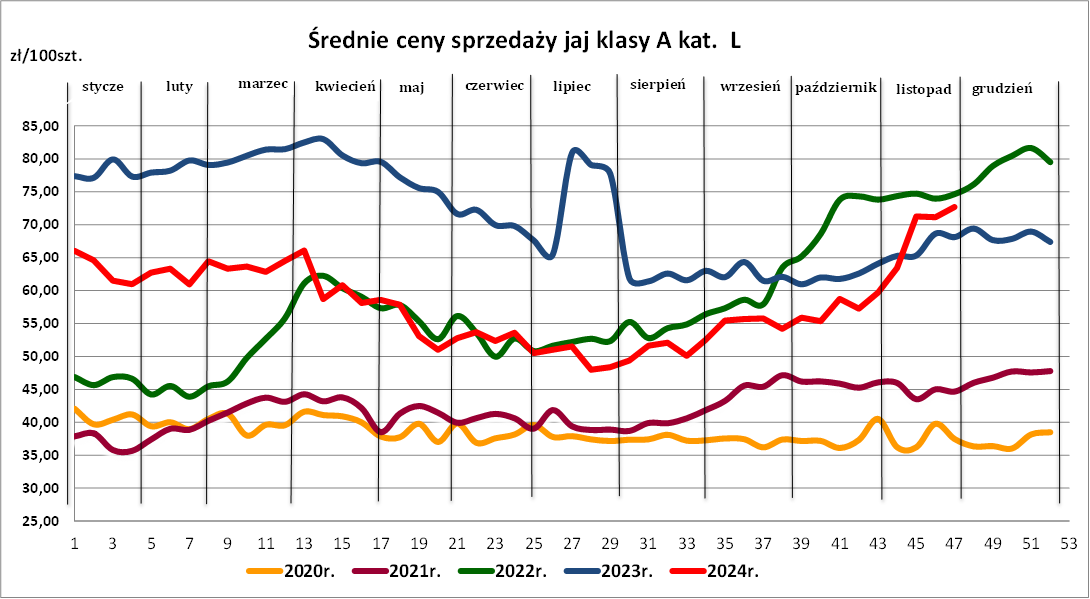 Średnie ceny sprzedaży jaj klasy A kat. L
zł/100szt.
stycze luty marzec kwiecień maj czerwiec lipiec sierpień wrzesień październik listopad grudzień
85,00
80,00
75,00
70,00
65,00
60,00
55,00
50,00
45,00
40,00
35,00
30,00
25,00
1 3 5 7 9 11 13 15 17 19 21 23 25 27 29 31 33 35 37 39 41 43 45 47 49 51 53
2020r. 2021r. 2022r. 2023r. 2024r.